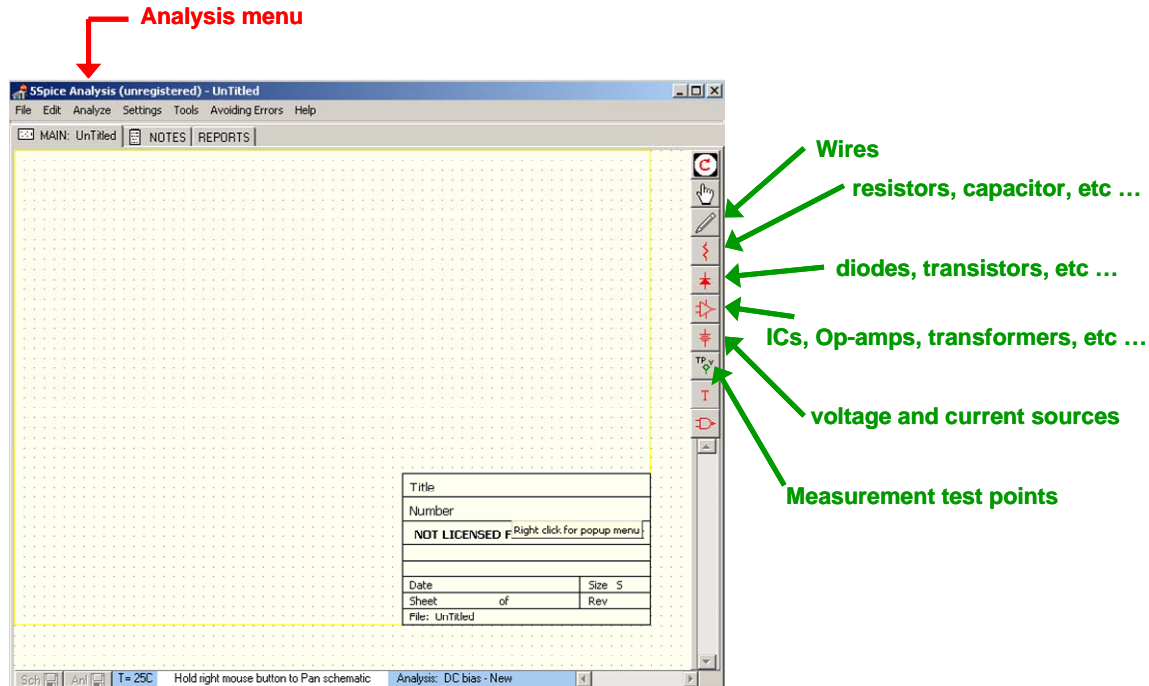 Analysis menu
5Spice Analysis (unregistered) - UnTitled
File Edit Analyze Settings Tools Avoiding Errors Help
MAIN: UnTitled NOTES REPORTS
Wires
resistors, capacitor, etc …
diodes, transistors, etc …
ICs, Op-amps, transformers, etc …
TP V
T
voltage and current sources
Measurement test points
Title
Number
NOT LICENSED F
Right click for popup menu
Date Size S
Sheet of Rev
File: UnTitled
Sch Anl T= 25C Hold right mouse button to Pan schematic Analysis: DC bias - New